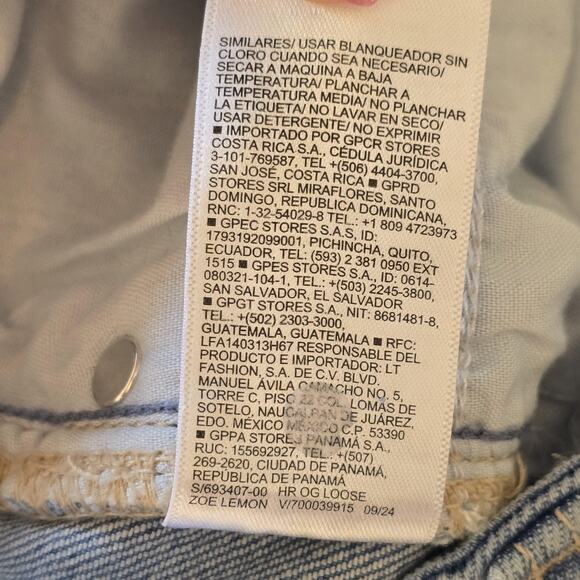 SIMILARES/ USAR BLANQUEADOR SIN
CLORO CUANDO SEA NECESARIO/
SECAR A MAQUINA A BAJA
TEMPERATURA/ PLANCHAR A
TEMPERATURA MEDIA/ NO PLANCHAR
LA ETIQUETA/ NO LAVAR EN SECO/
USAR DETERGENTE/ NO EXPRIMIR
■ IMPORTADO POR GPCR STORES
COSTA RICA S.A., CÉDULA JURÍDICA
3-101-769587, TEL +(506) 4404-3700,
SAN JOSÉ, COSTA RICA ■ GPRD
STORES SRL MIRAFLORES, SANTO
DOMINGO, REPUBLICA DOMINICANA,
RNC: 1-32-54029-8 TEL.: +1 809 4723973
■ GPEC STORES S.A.S, ID:
1793192099001, PICHINCHA, QUITO,
ECUADOR, TEL: (593) 2 381 0950 EXT
1515 ■ GPES STORES S.A., ID: 0614-
080321-104-1, TEL.: +(503) 2245-3800,
SAN SALVADOR, EL SALVADOR
■ GPGT STORES S.A., NIT: 8681481-8,
TEL.: +(502) 2303-3000,
GUATEMALA, GUATEMALA ■ RFC:
LFA140313H67 RESPONSABLE DEL
PRODUCTO E IMPORTADOR: LT
FASHION, S.A. DE C.V. BLVD.
MANUEL ÁVILA CAMACHO NO. 5,
TORRE C, PISO 22 COL. LOMAS DE
SOTELO, NAUCALPAN DE JUÁREZ,
EDO. MÉXICO MÉXICO C.P. 53390
■ GPPA STORES PANAMÁ S.A.,
RUC: 155692927, TEL.: +(507)
269-2620, CIUDAD DE PANAMÁ,
REPÚBLICA DE PANAMÁ
S/693407-00 HR OG LOOSE
ZOE LEMON V/700039915 09/24